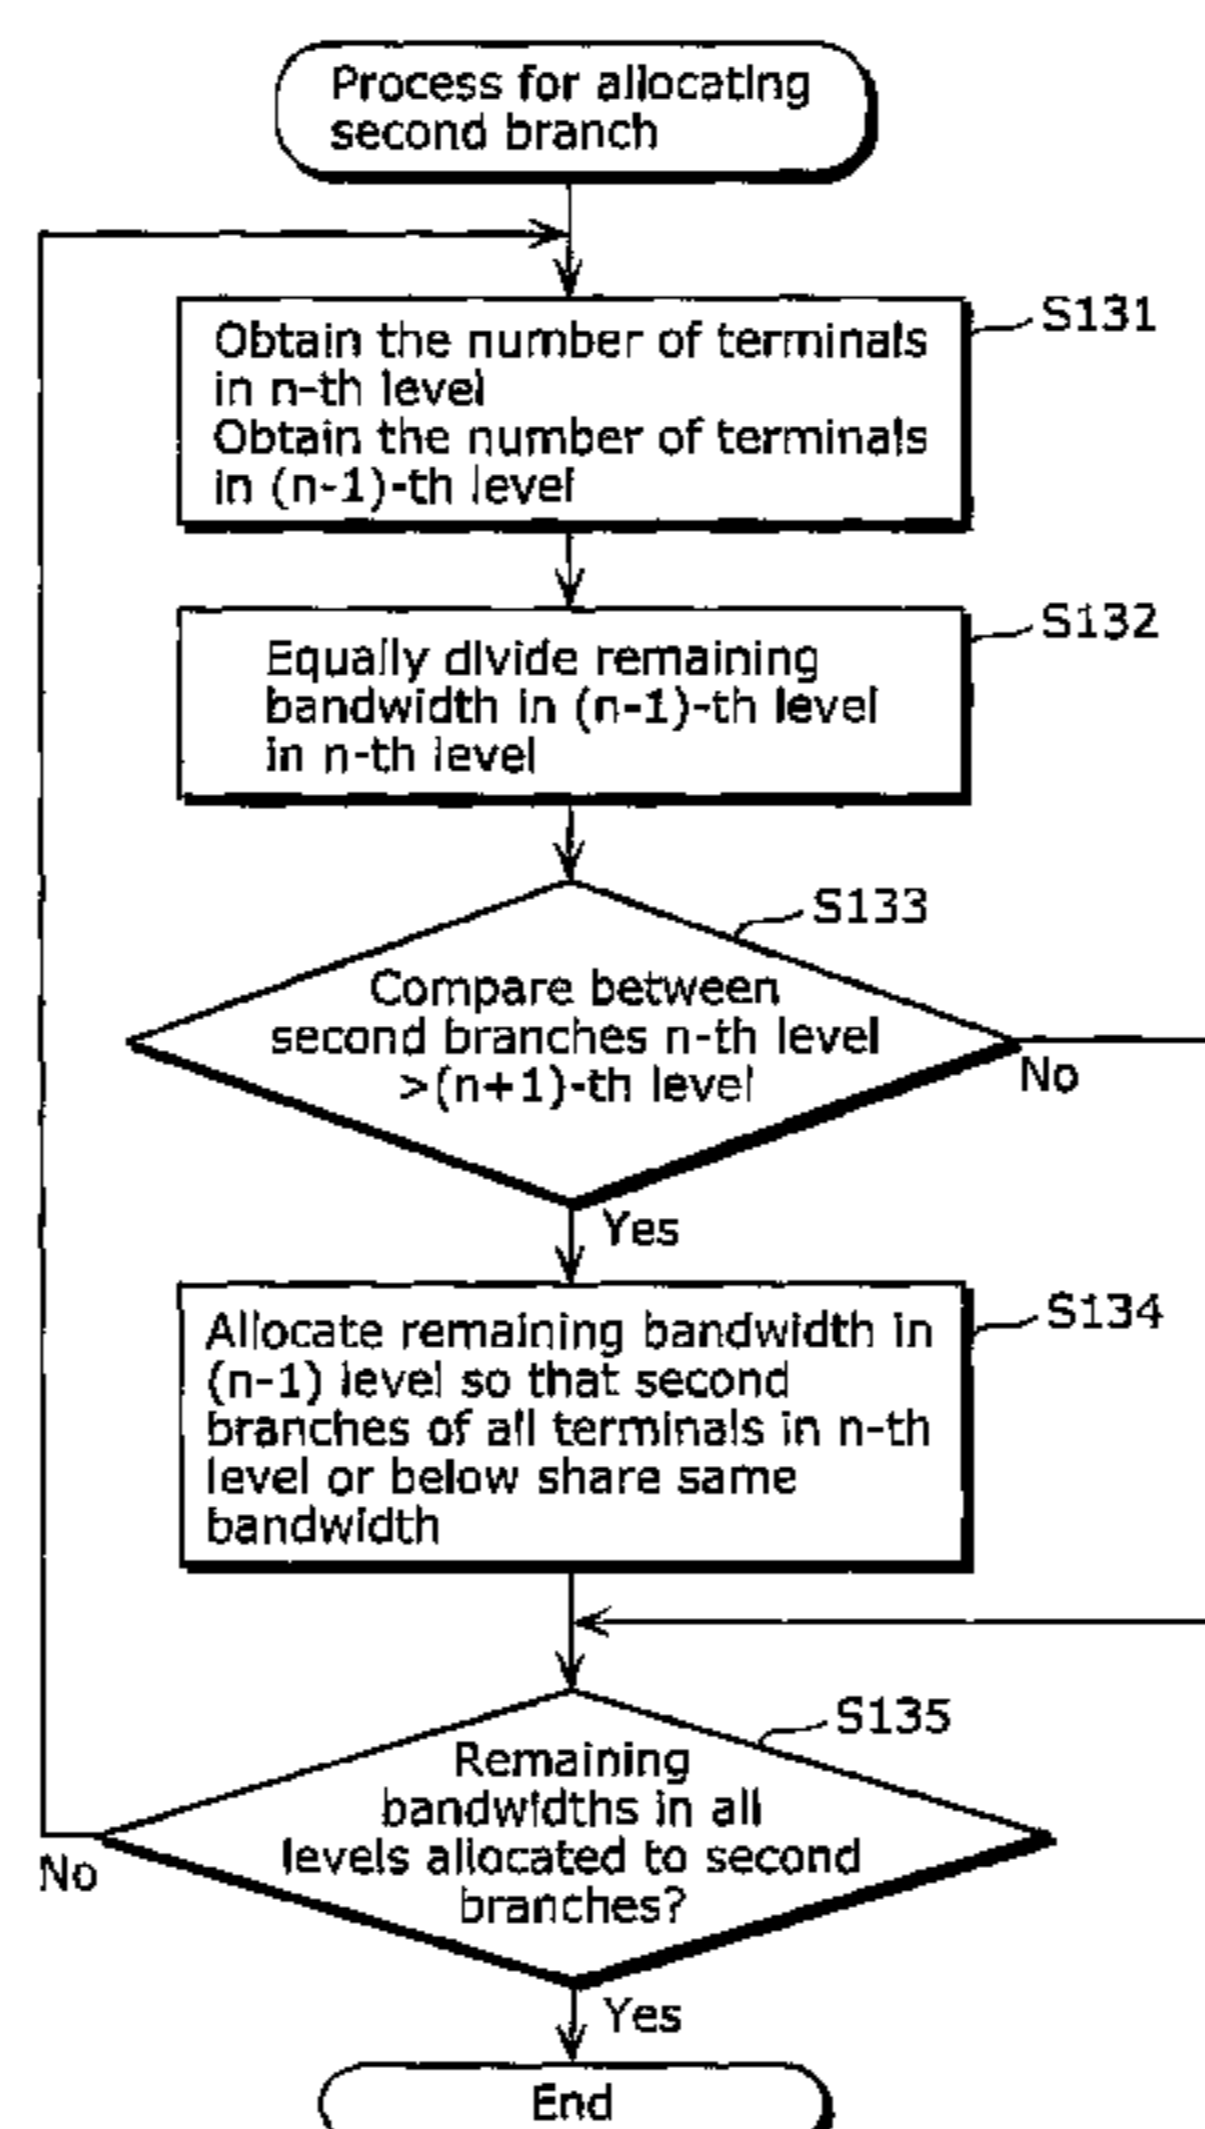 Process for allocating
second branch
S131
Obtain the number of terminals
in n-th level
Obtain the number of terminals
in (n-1)-th level
S132
Equally divide remaining
bandwidth in (n-1)-th level
in n-th level
S133
Compare between
second branches n-th level
>(n+1)-th level
No
Yes
S134
Allocate remaining bandwidth in
(n-1) level so that second
branches of all terminals in n-th
level or below share same
bandwidth
S135
Remaining
bandwidths in all
levels allocated to second
branches?
No
Yes
End